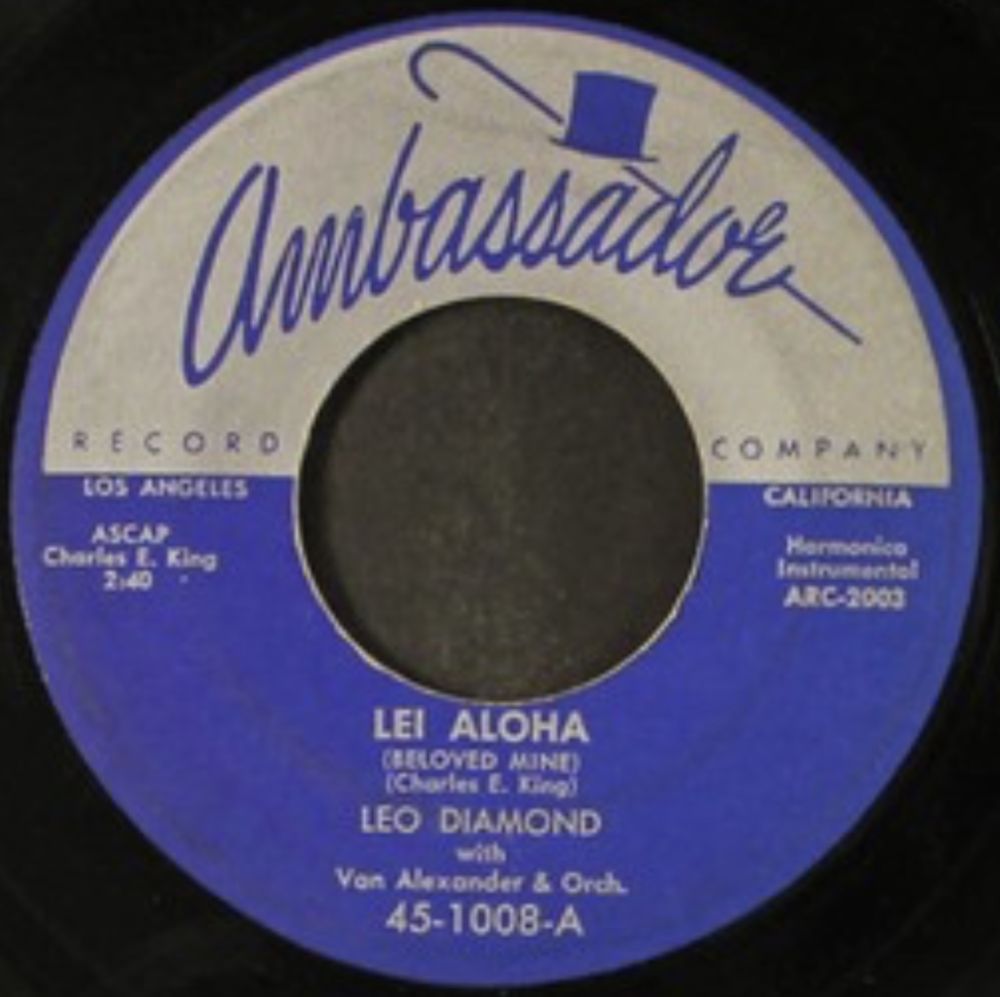 Ambassador
RECORD COMPANY
LOS ANGELES
CALIFORNIA
ASCAP
Charles E. King
2:40
Harmonica
Instrumental
ARC-2003
LEI ALOHA
(BELOVED MINE)
(Charles E. King)
LEO DIAMOND
with
Van Alexander & Orch.
45-1008-A